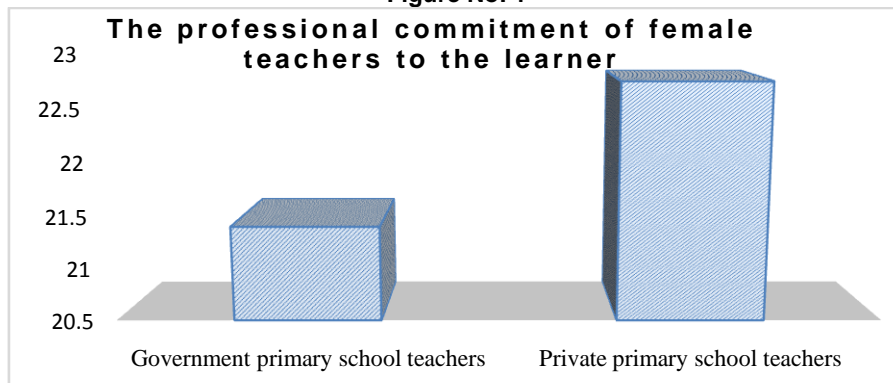 The professional commitment of female
teachers to the learner
23
22.5
22
21.5
21
20.5
Government primary school teachers
Private primary school teachers